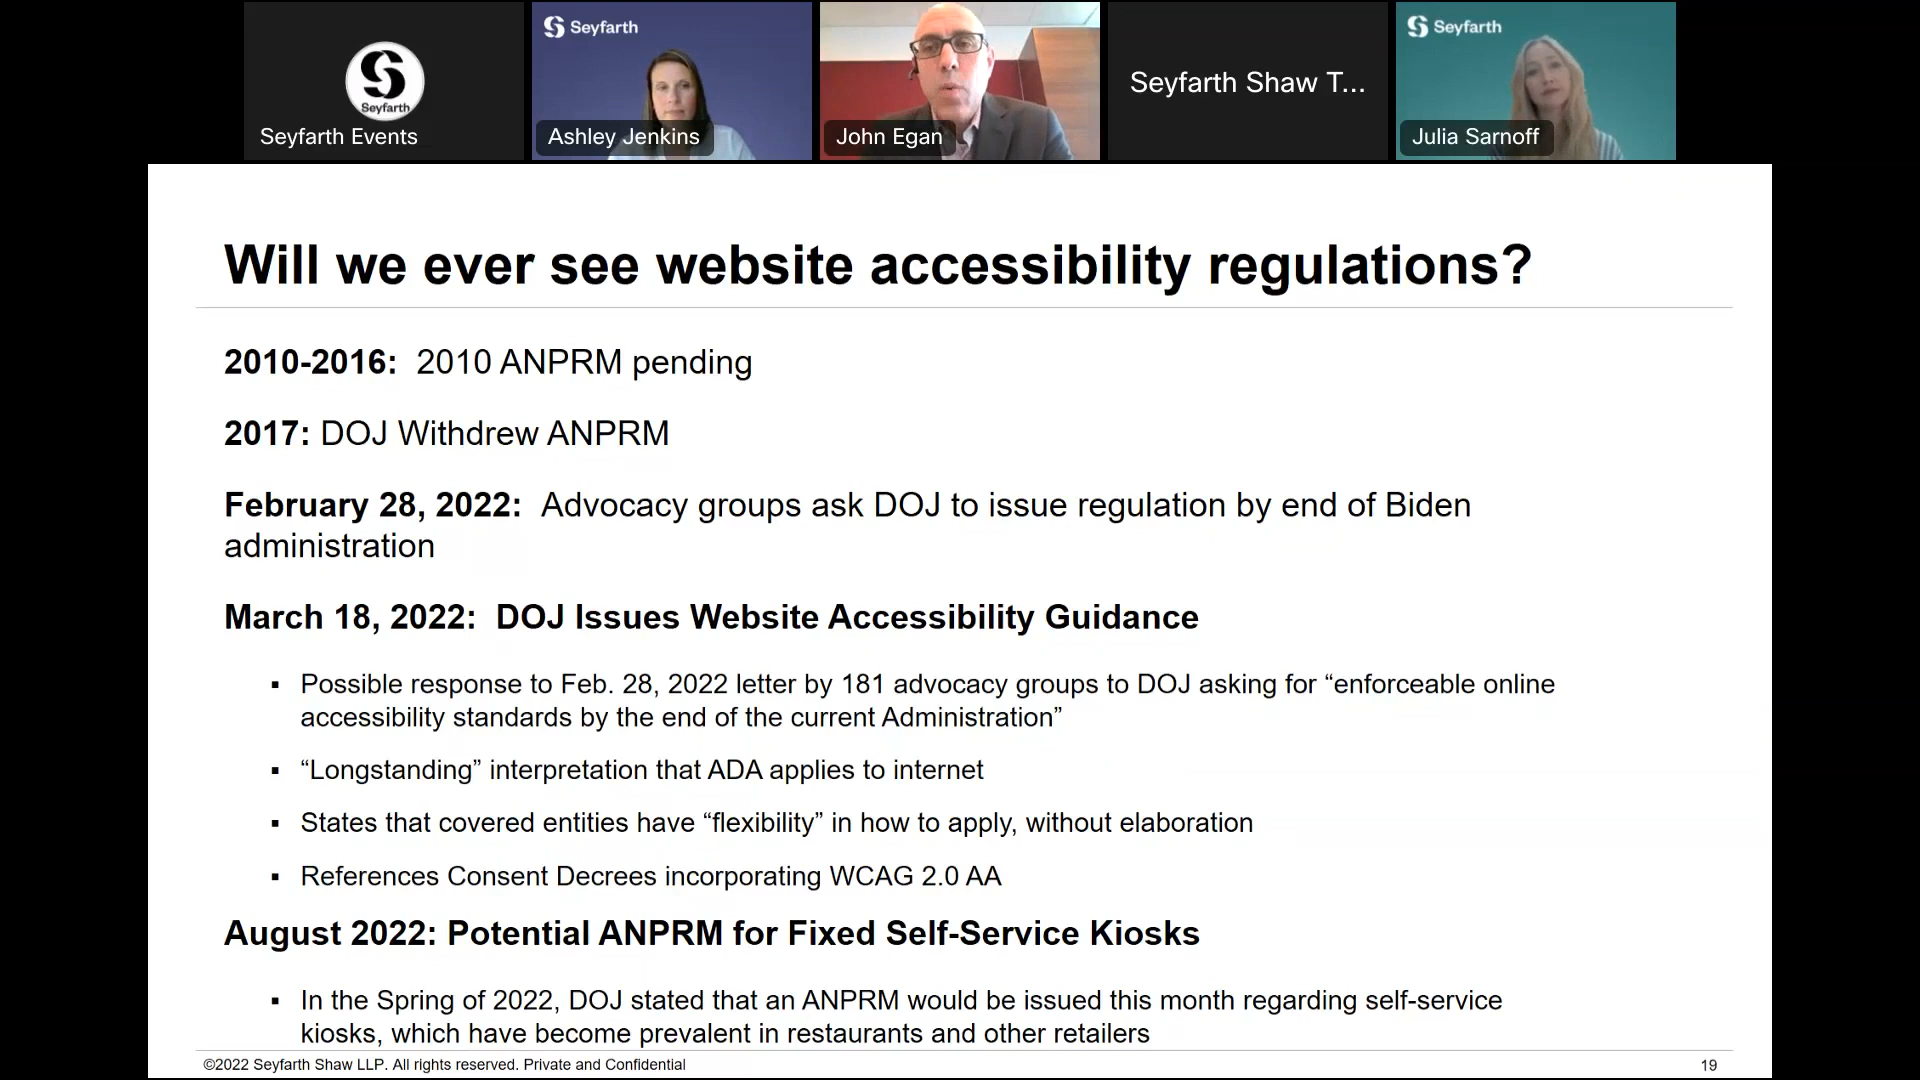 Seyfarth
Seyfarth Events
Seyfarth
Ashley Jenkins
John Egan
Seyfarth Shaw T...
Seyfarth
Julia Sarnoff
Will we ever see website accessibility regulations?
2010-2016: 2010 ANPRM pending
2017: DOJ Withdrew ANPRM
February 28, 2022: Advocacy groups ask DOJ to issue regulation by end of Biden
administration
March 18, 2022: DOJ Issues Website Accessibility Guidance
▪ Possible response to Feb. 28, 2022 letter by 181 advocacy groups to DOJ asking for “enforceable online
accessibility standards by the end of the current Administration”
▪ “Longstanding” interpretation that ADA applies to internet
▪ States that covered entities have “flexibility” in how to apply, without elaboration
▪ References Consent Decrees incorporating WCAG 2.0 AA
August 2022: Potential ANPRM for Fixed Self-Service Kiosks
▪ In the Spring of 2022, DOJ stated that an ANPRM would be issued this month regarding self-service
kiosks, which have become prevalent in restaurants and other retailers
©2022 Seyfarth Shaw LLP. All rights reserved. Private and Confidential
19